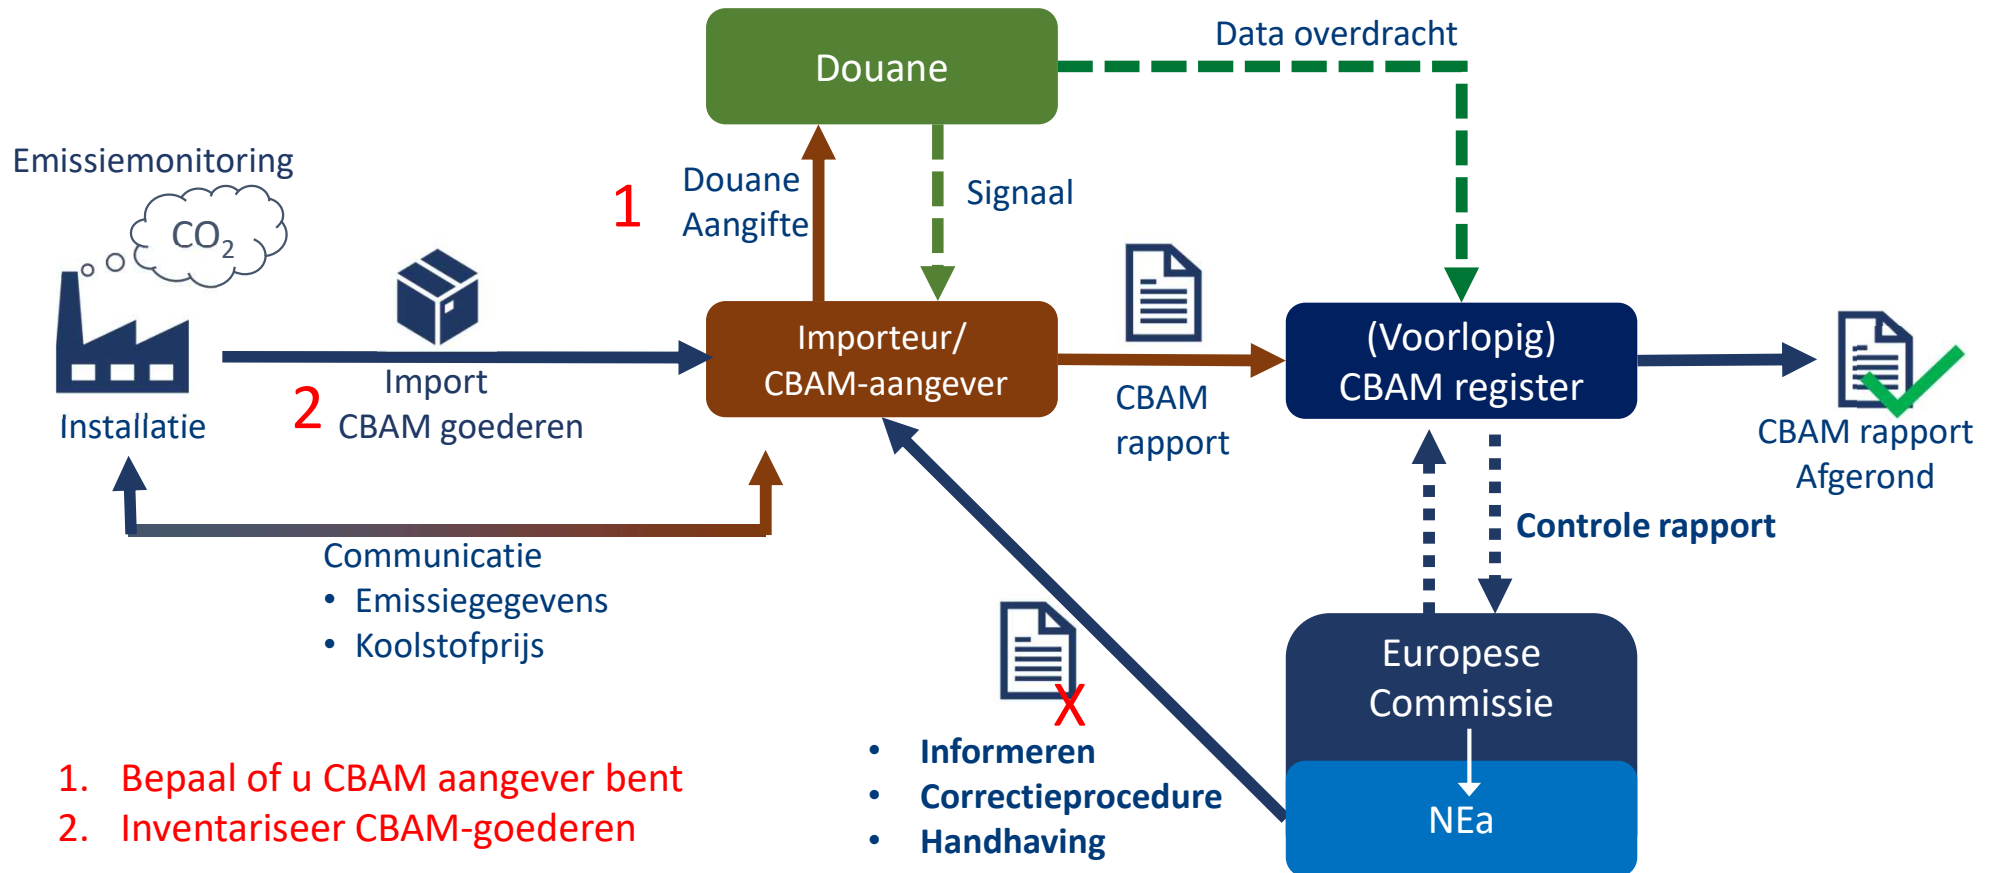 Douane
Data overdracht
Emissiemonitoring
CO2
1
Douane
Aangifte
Signaal
Importeur/
CBAM-aangever
(Voorlopig)
CBAM register
2
Import
CBAM goederen
Installatie
CBAM
rapport
CBAM rapport
Afgerond
Controle rapport
Communicatie
• Emissiegegevens
• Koolstofprijs
Europese
Commissie
NEa
X
• Informeren
• Correctieprocedure
• Handhaving
1. Bepaal of u CBAM aangever bent
2. Inventariseer CBAM-goederen